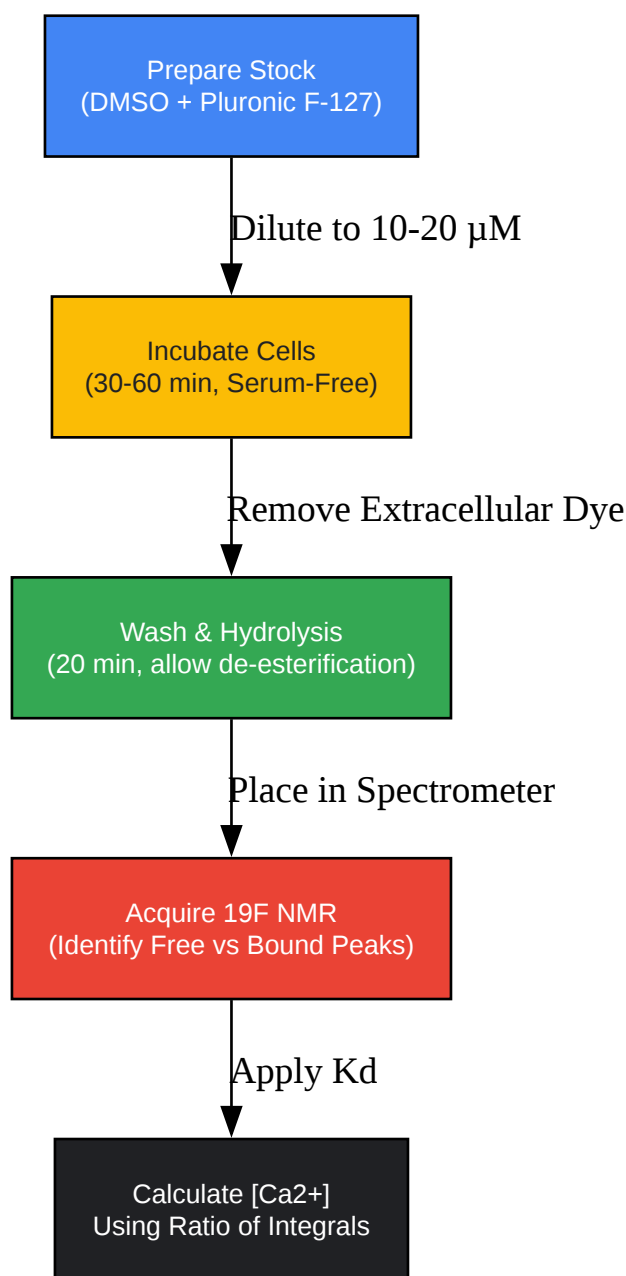 Prepare Stock
(DMSO + Pluronic F-127)
Dilute to 10-20 µM
Incubate Cells
(30-60 min, Serum-Free)
Remove Extracellular Dye
Wash & Hydrolysis
(20 min, allow de-esterification)
Place in Spectrometer
Acquire 19F NMR
(Identify Free vs Bound Peaks)
Apply Kd
Calculate [Ca2+]
Using Ratio of Integrals